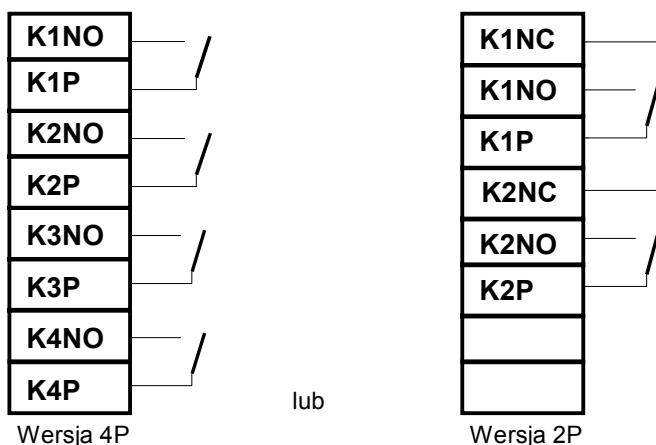 K1NO
K1P
K2NO
K2P
K3NO
K3P
K4NO
K4P
Wersja 4P
lub
K1NC
K1NO
K1P
K2NC
K2NO
K2P
Wersja 2P